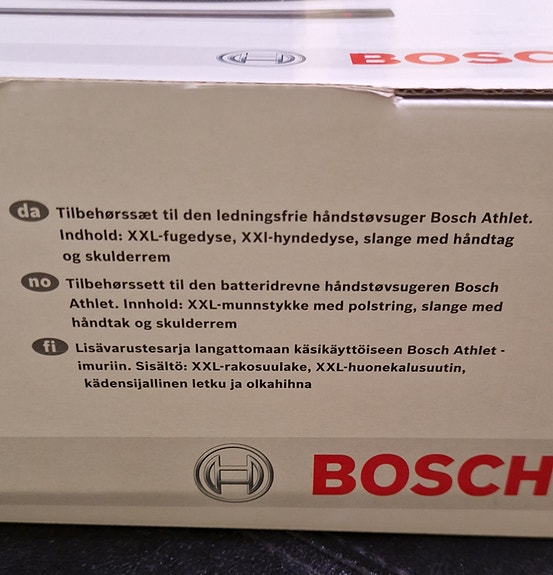 BOSC
da Tilbehørssæt til den ledningsfrie håndstøvsuger Bosch Athlet.
Indhold: XXL-fugedyse, XXl-hyndedyse, slange med håndtag
og skulderrem
no Tilbehørssett til den batteridrevne håndstøvsugeren Bosch
Athlet. Innhold: XXL-munnstykke med polstring, slange med
håndtak og skulderrem
fi Lisävarustesarja langattomaan käsikäyttöiseen Bosch Athlet -
imuriin. Sisältö: XXL-rakosuulake, XXL-huonekalusuutin,
kädensijallinen letku ja olkahihna
BOSCH